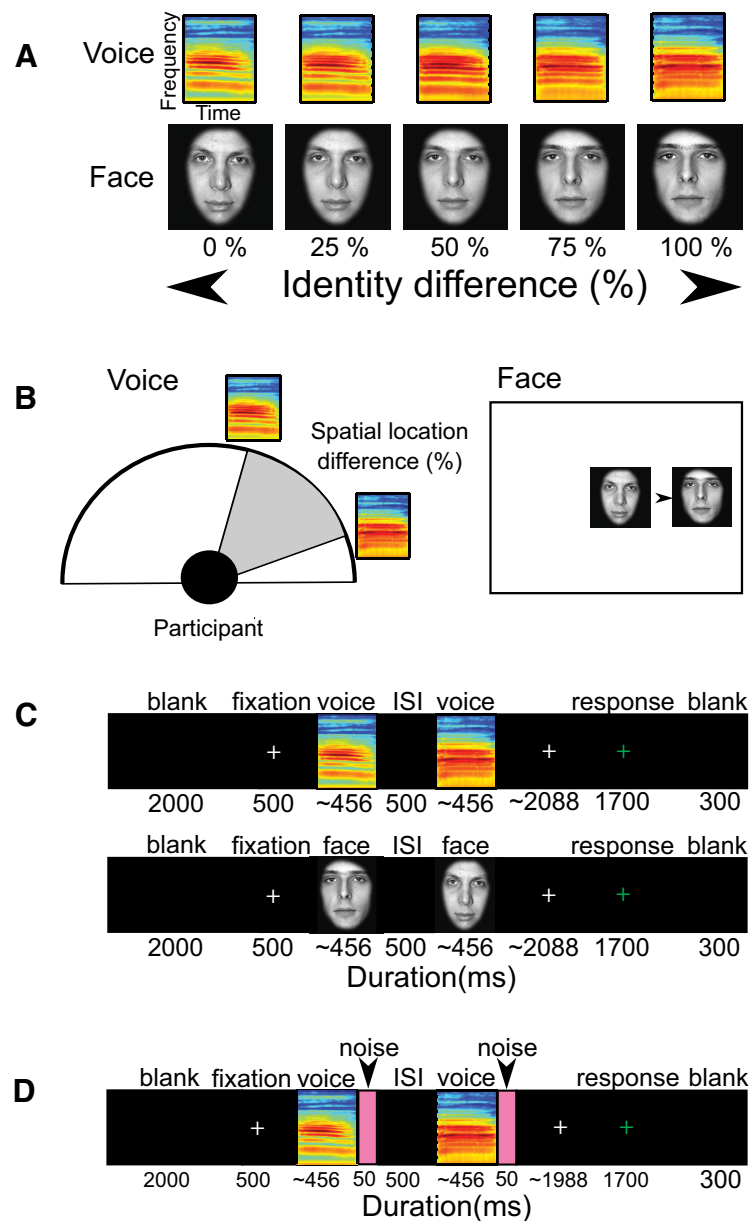 A
Voice
Frequency
Time
Face
0 %
25 %
50 %
75 %
100 %
Identity difference (%)
B
Voice
Spatial location
difference (%)
Participant
Face
C
blank fixation voice ISI voice response blank
2000 500 ~456 500 ~456 ~2088 1700 300
blank fixation face ISI face response blank
2000 500 ~456 500 ~456 ~2088 1700 300
Duration(ms)
D
noise noise
blank fixation voice ISI voice response blank
2000 500 ~456 50 500 ~456 50 ~1988 1700 300
Duration(ms)